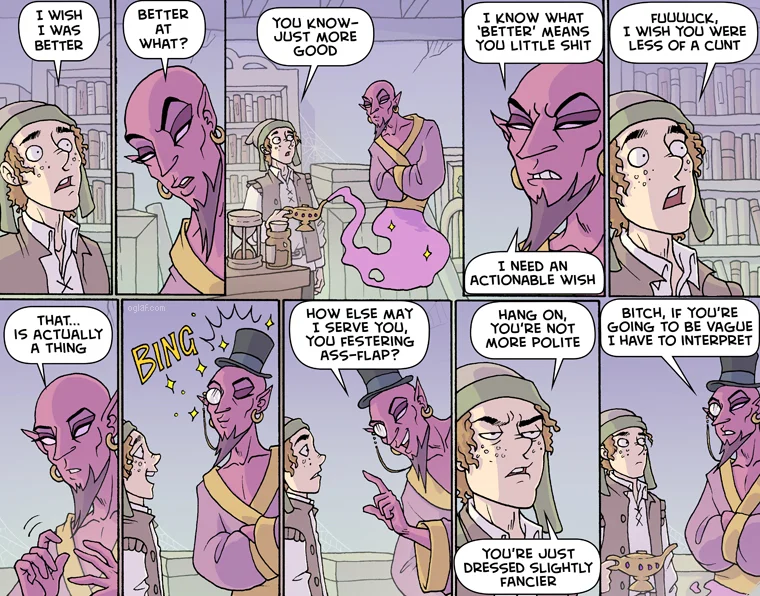 I WISH
I WAS
BETTER
BETTER
AT
WHAT?
YOU KNOW–
JUST MORE
GOOD
I KNOW WHAT
'BETTER' MEANS
YOU LITTLE SHIT
I NEED AN
ACTIONABLE WISH
FUUUUCK,
I WISH YOU WERE
LESS OF A CUNT
THAT...
IS ACTUALLY
A THING
oglaf.com
BING
HOW ELSE MAY
I SERVE YOU,
YOU FESTERING
ASS-FLAP?
HANG ON,
YOU'RE NOT
MORE POLITE
YOU'RE JUST
DRESSED SLIGHTLY
FANCIER
BITCH, IF YOU'RE
GOING TO BE VAGUE
I HAVE TO INTERPRET